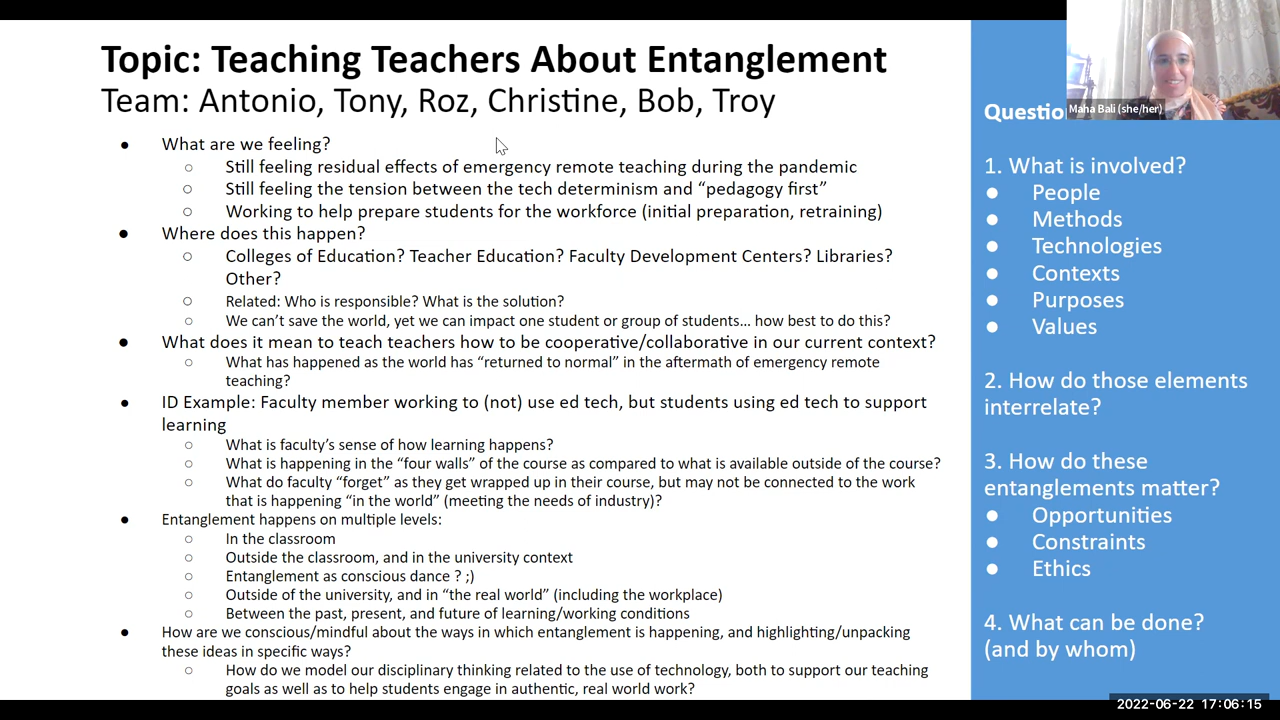 Topic: Teaching Teachers About Entanglement
Team: Antonio, Tony, Roz, Christine, Bob, Troy
● What are we feeling?
○ Still feeling residual effects of emergency remote teaching during the pandemic
○ Still feeling the tension between the tech determinism and “pedagogy first”
○ Working to help prepare students for the workforce (initial preparation, retraining)
● Where does this happen?
○ Colleges of Education? Teacher Education? Faculty Development Centers? Libraries?
Other?
○ Related: Who is responsible? What is the solution?
○ We can’t save the world, yet we can impact one student or group of students… how best to do this?
● What does it mean to teach teachers how to be cooperative/collaborative in our current context?
○ What has happened as the world has “returned to normal” in the aftermath of emergency remote
teaching?
● ID Example: Faculty member working to (not) use ed tech, but students using ed tech to support
learning
○ What is faculty’s sense of how learning happens?
○ What is happening in the “four walls” of the course as compared to what is available outside of the course?
○ What do faculty “forget” as they get wrapped up in their course, but may not be connected to the work
that is happening “in the world” (meeting the needs of industry)?
● Entanglement happens on multiple levels:
○ In the classroom
○ Outside the classroom, and in the university context
○ Entanglement as conscious dance ? ;)
○ Outside of the university, and in “the real world” (including the workplace)
○ Between the past, present, and future of learning/working conditions
● How are we conscious/mindful about the ways in which entanglement is happening, and highlighting/unpacking
these ideas in specific ways?
○ How do we model our disciplinary thinking related to the use of technology, both to support our teaching
goals as well as to help students engage in authentic, real world work?
Maha Bali (she/her)
Questio
1. What is involved?
● People
● Methods
● Technologies
● Contexts
● Purposes
● Values
2. How do those elements
interrelate?
3. How do these
entanglements matter?
● Opportunities
● Constraints
● Ethics
4. What can be done?
(and by whom)
2022-06-22 17:06:15